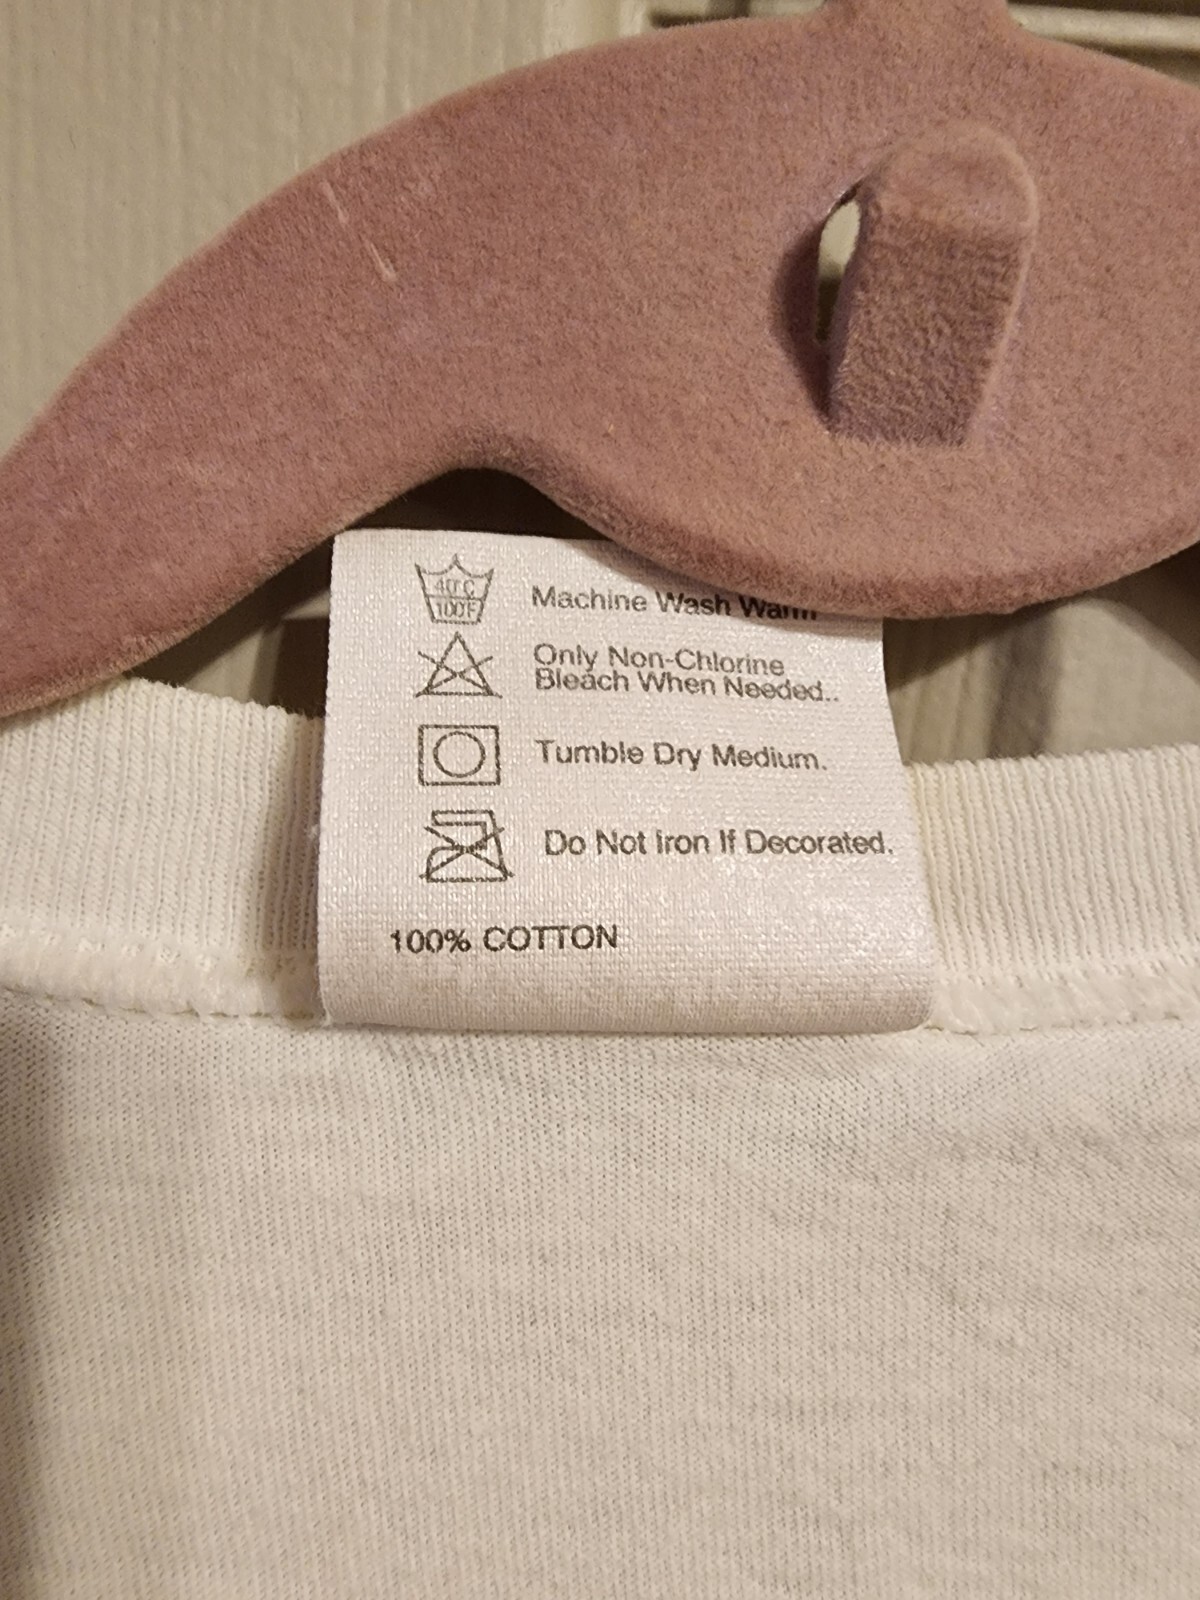 40°C
100°F
Machine Wash Warm
Only Non-Chlorine
Bleach When Needed..
Tumble Dry Medium.
Do Not Iron If Decorated.
100% COTTON